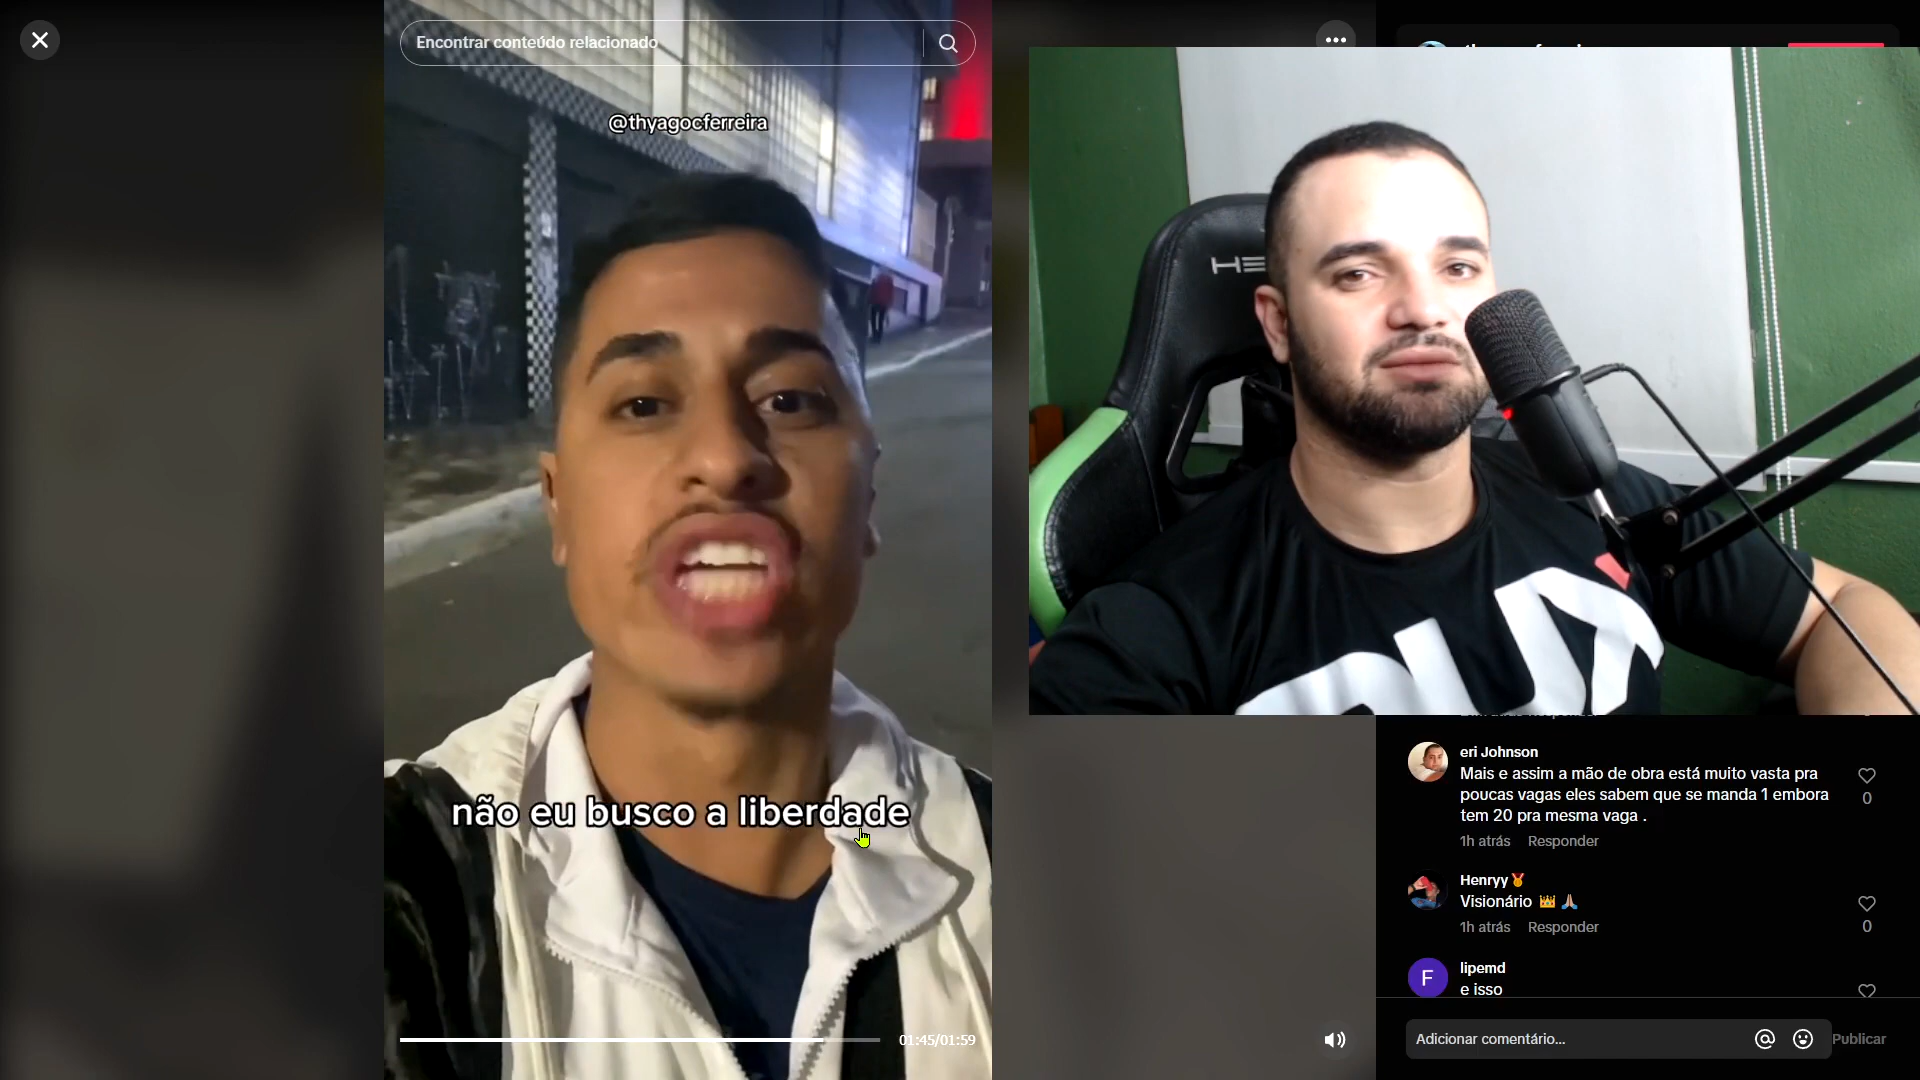 Encontrar conteúdo relacionado
@thyagocferreira
não eu busco a liberdade
01:45/01:59
HE
eri Johnson
Mais e assim a mão de obra está muito vasta pra
poucas vagas eles sabem que se manda 1 embora
tem 20 pra mesma vaga .
0
1h atrás Responder
Henryy🏅
Visionário 👑 🙏🏽
0
1h atrás Responder
F
lipemd
e isso
Adicionar comentário...
Publicar